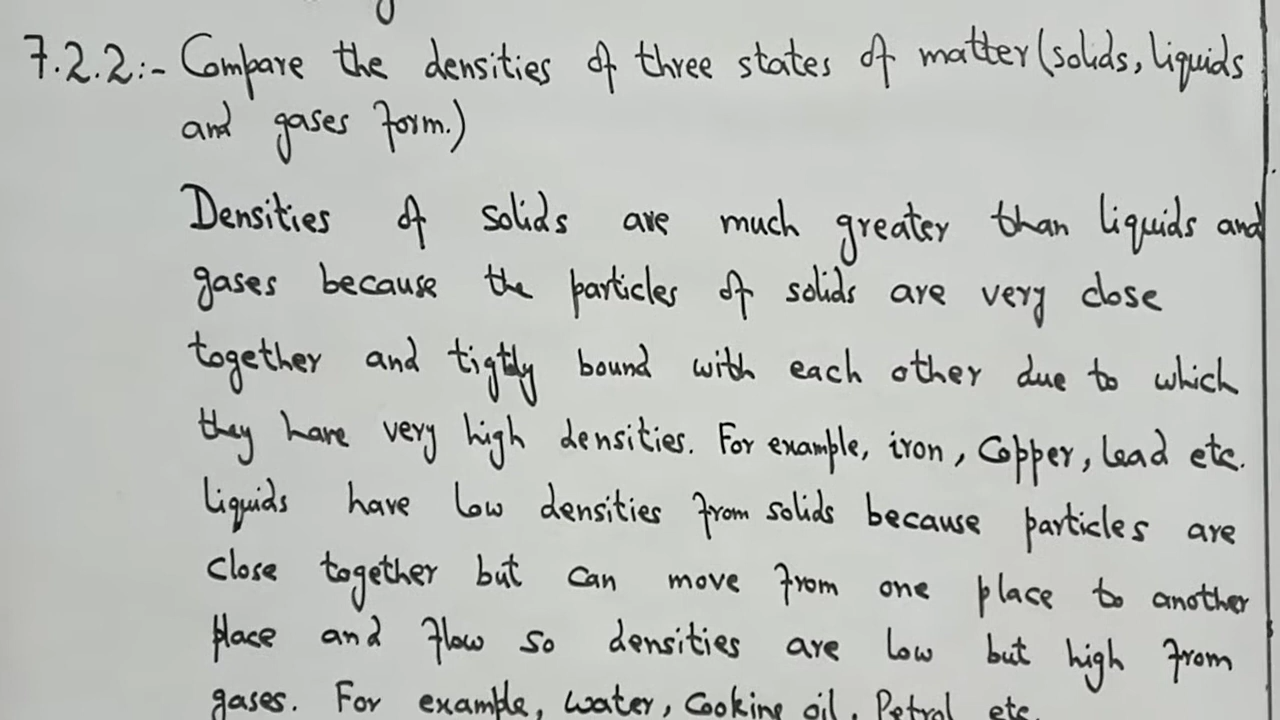 7.2.2:- Compare the densities of three states of matter (solids, liquids
and gases form.)
Densities of solids are much greater than liquids and
gases because the particles of solids are very close
together and tigtly bound with each other due to which
they have very high densities. For example, iron, Copper, lead etc.
liquids have low densities from solids because particles are
close together but can move from one place to another
place and flow so densities are low but high from
gases. For example, water, Cooking oil, Petrol etc.